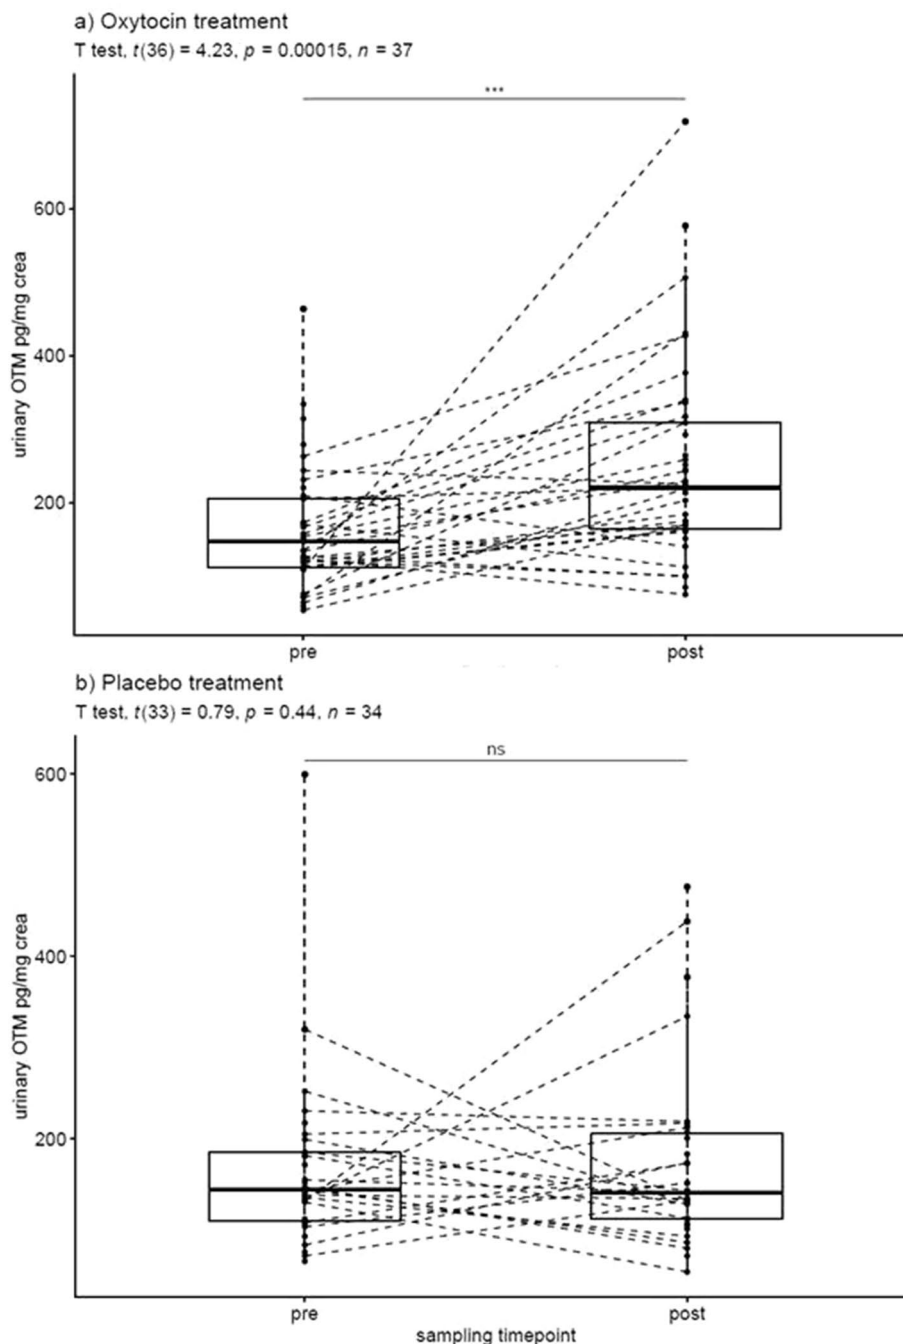 a) Oxytocin treatment
T test, t(36) = 4.23, p = 0.00015, n = 37
***
600
400
200
urinary OTM pg/mg crea
pre
post
b) Placebo treatment
T test, t(33) = 0.79, p = 0.44, n = 34
ns
600
400
200
urinary OTM pg/mg crea
pre
post
sampling timepoint